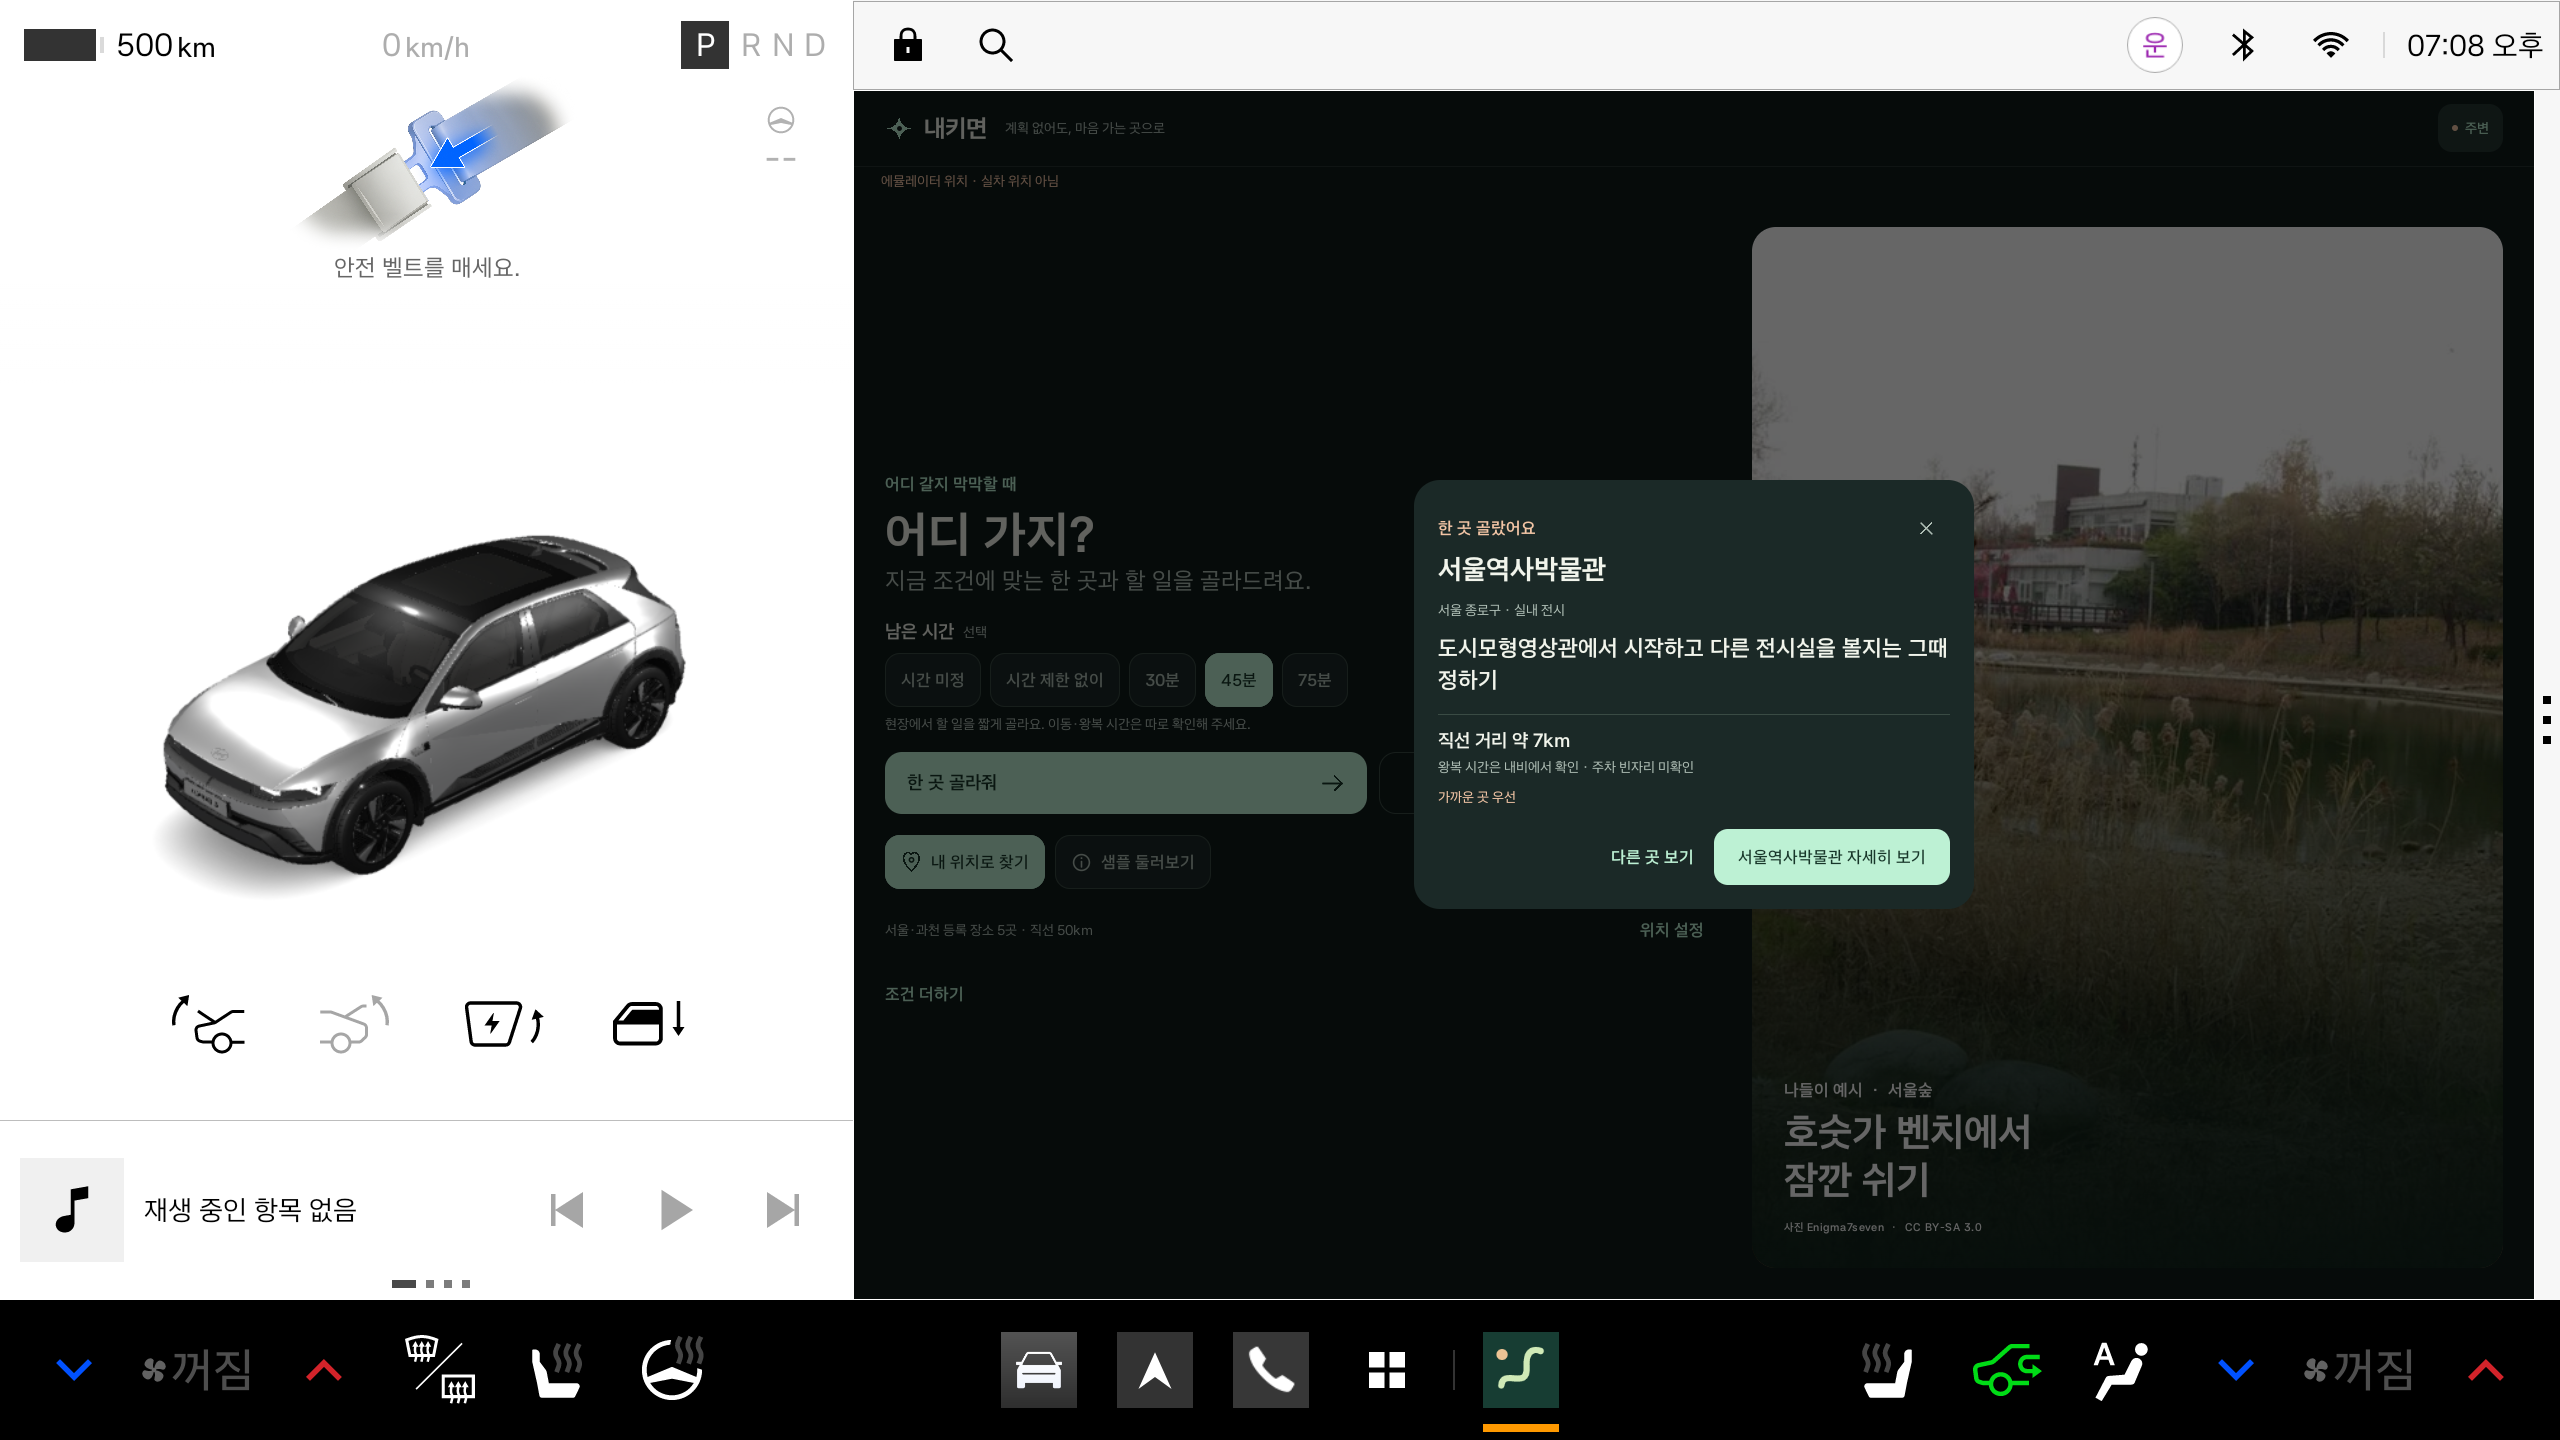 500 km
0 km/h
P R N D
안전 벨트를 매세요.
재생 중인 항목 없음
운
07:08 오후
내키면
계획 없어도, 마음 가는 곳으로
주변
에뮬레이터 위치 · 실차 위치 아님
어디 갈지 막막할 때
어디 가지?
지금 조건에 맞는 한 곳과 할 일을 골라드려요.
남은 시간 선택
시간 미정
시간 제한 없이
30분
45분
75분
현장에서 할 일을 짧게 골라요. 이동·왕복 시간은 따로 확인해 주세요.
한 곳 골라줘
내 위치로 찾기
샘플 둘러보기
서울·과천 등록 장소 5곳 · 직선 50km
위치 설정
조건 더하기
한 곳 골랐어요
서울역사박물관
서울 종로구 · 실내 전시
도시모형영상관에서 시작하고 다른 전시실을 볼지는 그때
정하기
직선 거리 약 7km
왕복 시간은 내비에서 확인 · 주차 빈자리 미확인
가까운 곳 우선
다른 곳 보기
서울역사박물관 자세히 보기
나들이 예시 · 서울숲
호숫가 벤치에서
잠깐 쉬기
사진 Enigma7seven · CC BY-SA 3.0
꺼짐
A
꺼짐